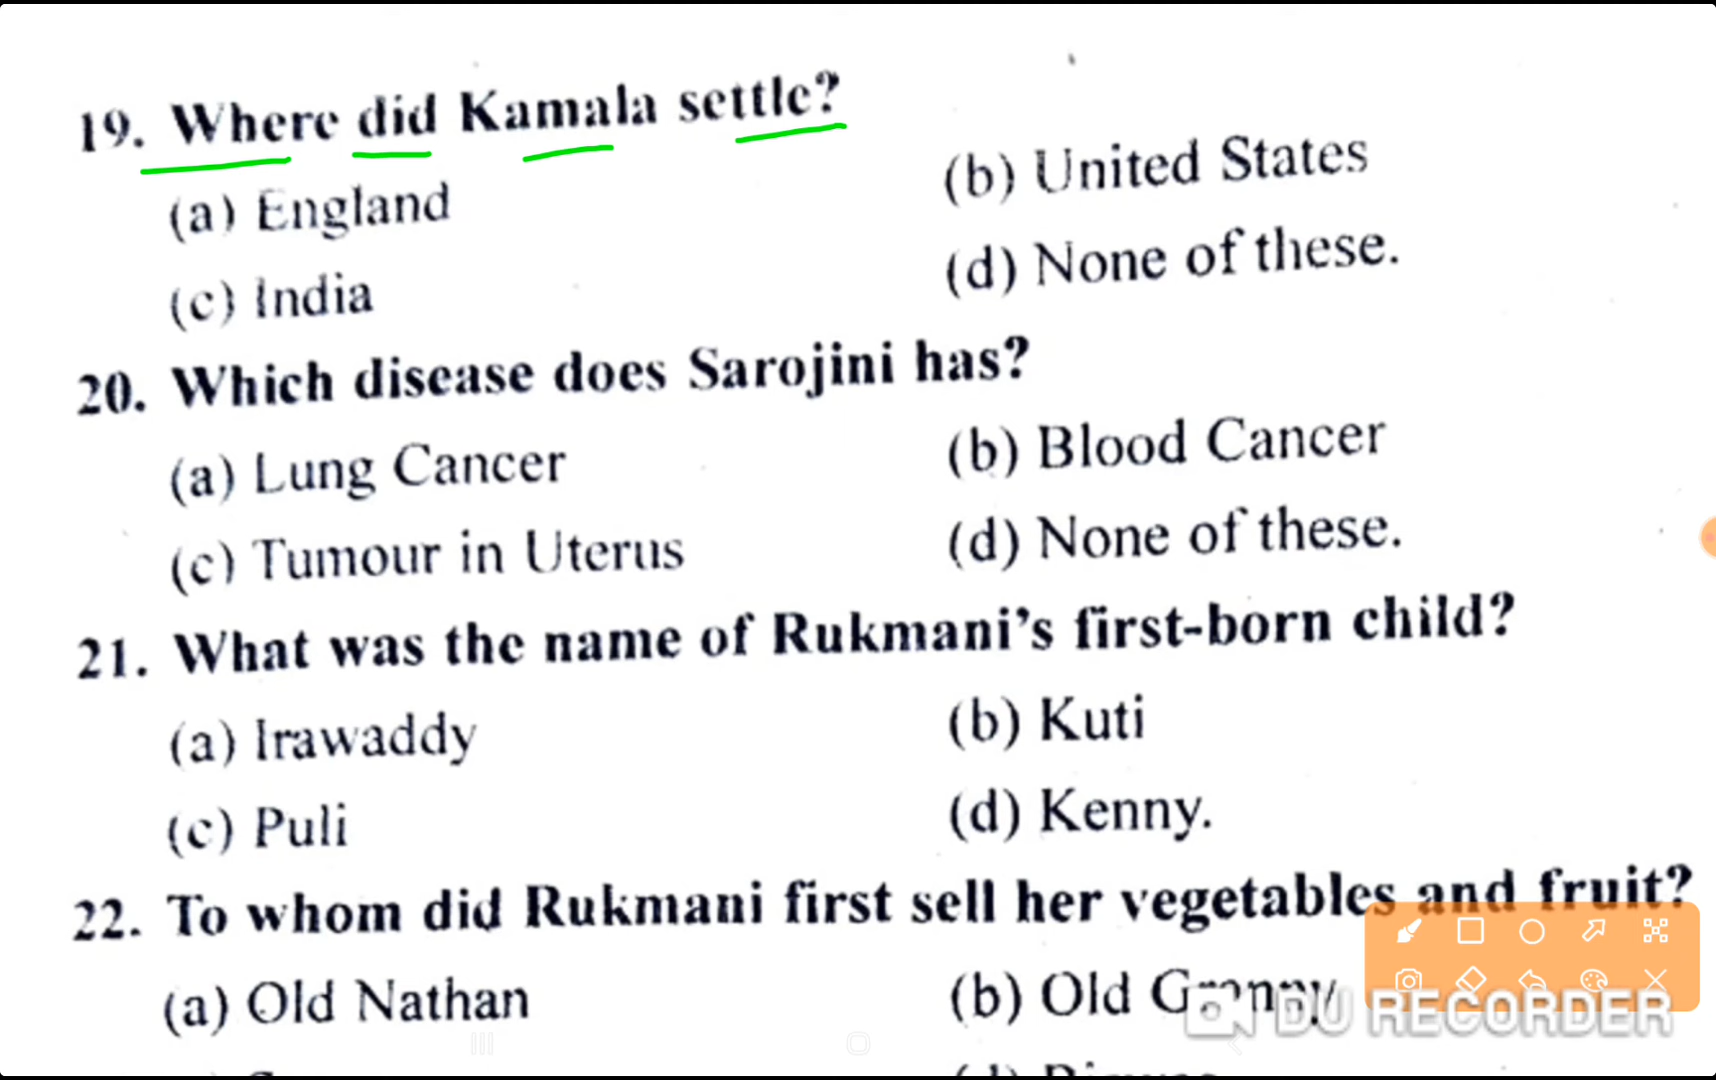 19. Where did Kamala settle?
(a) England (b) United States
(c) India (d) None of these.
20. Which disease does Sarojini has?
(a) Lung Cancer (b) Blood Cancer
(c) Tumour in Uterus (d) None of these.
21. What was the name of Rukmani's first-born child?
(a) Irawaddy (b) Kuti
(c) Puli (d) Kenny.
22. To whom did Rukmani first sell her vegetables and fruit?
(a) Old Nathan (b) Old Granny
DU RECORDER